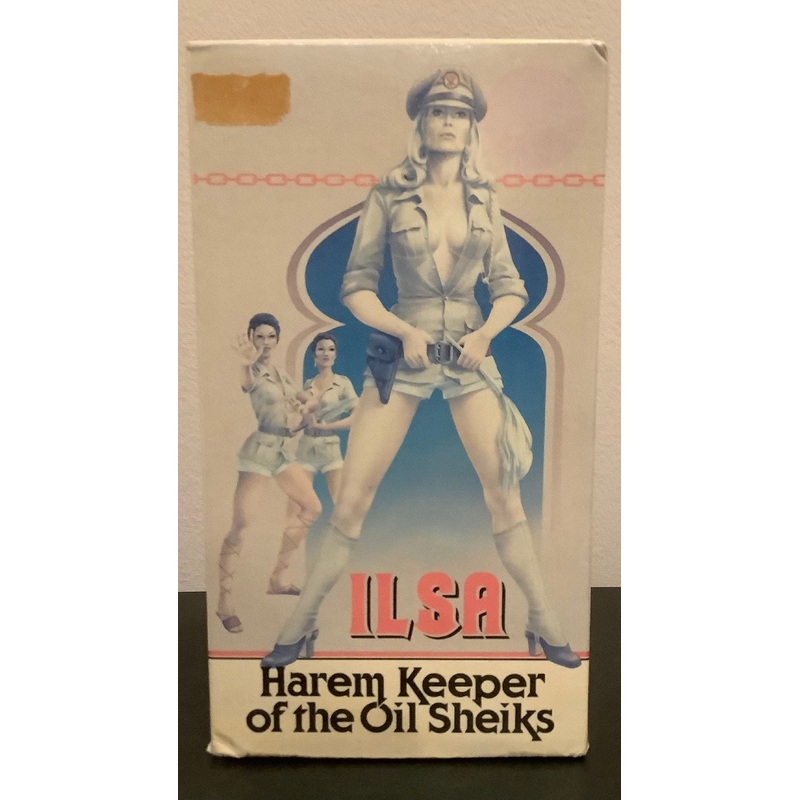 ILSA
Harem Keeper
of the Oil Sheiks